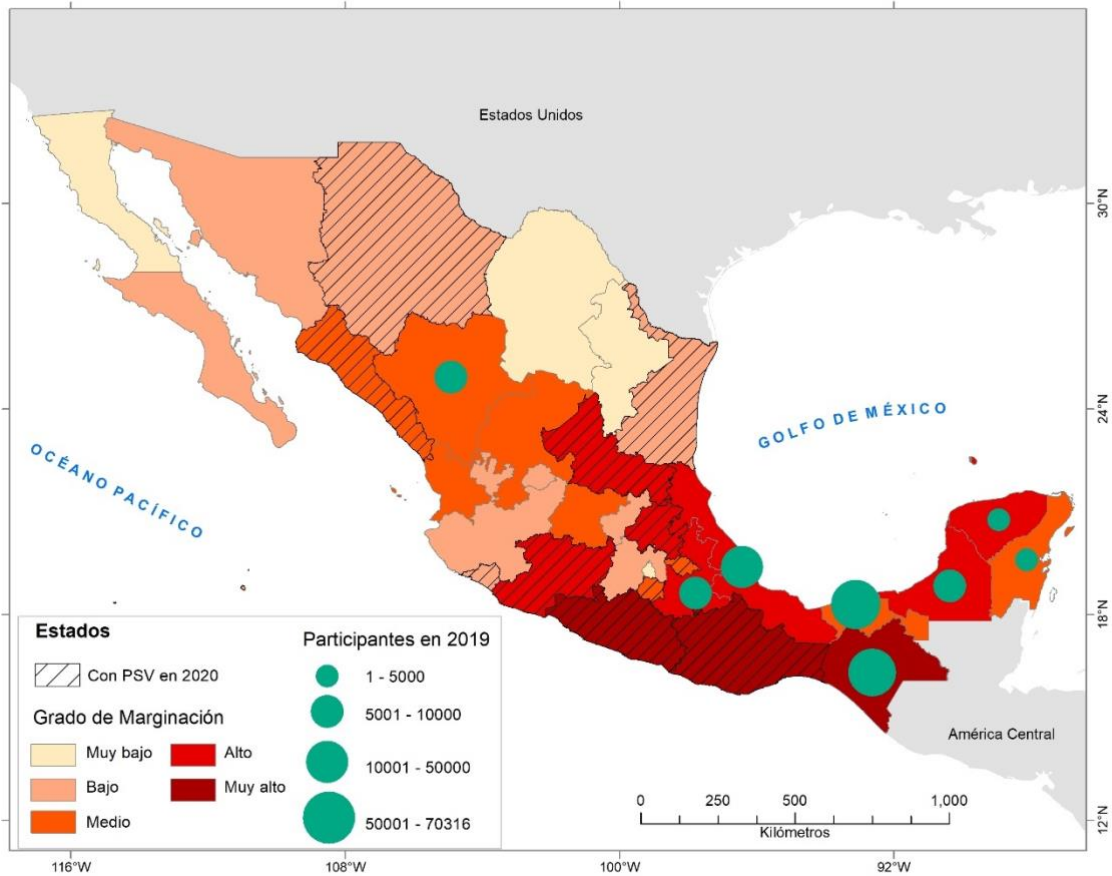 Estados Unidos
30°N
24°N
18°N
12°N
GOLFO DE MÉXICO
OCÉANO PACÍFICO
América Central
Estados
Con PSV en 2020
Grado de Marginación
Muy bajo
Bajo
Medio
Alto
Muy alto
Participantes en 2019
1 - 5000
5001 - 10000
10001 - 50000
50001 - 70316
0 250 500 1,000
Kilómetros
116°W 108°W 100°W 92°W